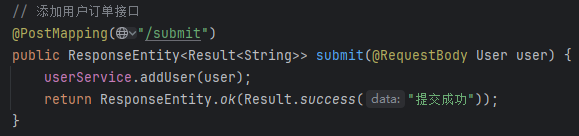 // 添加用户订单接口
@PostMapping("/submit")
public ResponseEntity<Result<String>> submit(@RequestBody User user) {
    userService.addUser(user);
    return ResponseEntity.ok(Result.success( data: "提交成功"));
}